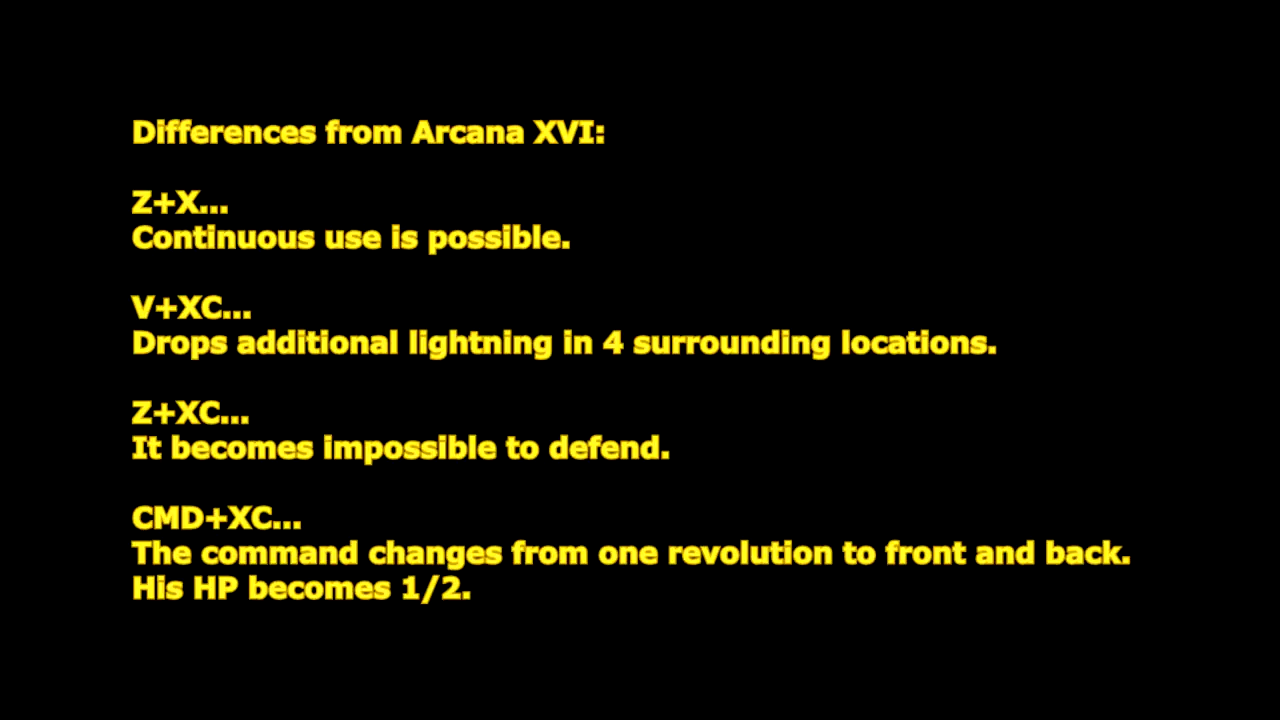 Differences from Arcana XVI:
Z+X...
Continuous use is possible.
V+XC...
Drops additional lightning in 4 surrounding locations.
Z+XC...
It becomes impossible to defend.
CMD+XC...
The command changes from one revolution to front and back.
His HP becomes 1/2.